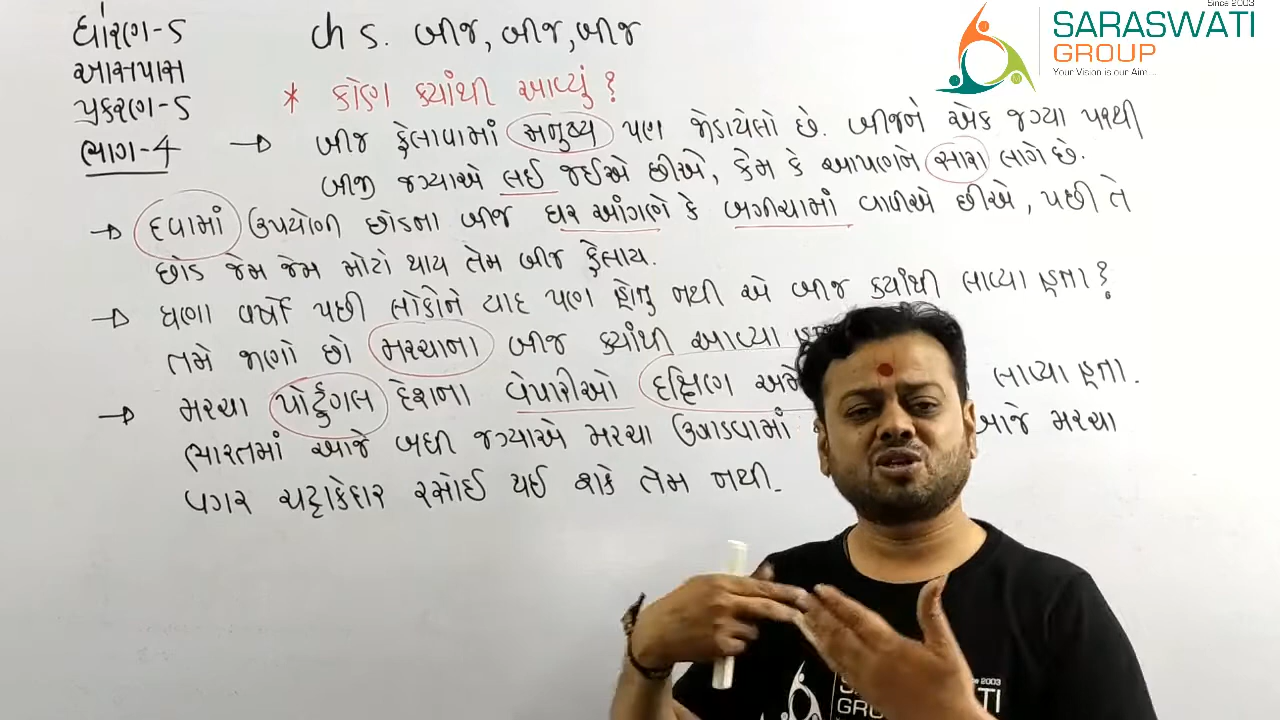 ધોરણ-5
આસપાસ
પ્રકરણ-5
ભાગ-4
ch 5. બીજ, બીજ, બીજ
* કોણ ક્યાંથી આવ્યું ?
→ બીજ ફેલાવામાં મનુષ્ય પણ જોડાયેલો છે. બીજને એક જગ્યા પરથી
બીજી જગ્યાએ લઈ જઈએ છીએ, કેમ કે આપણને સારા લાગે છે.
→ દવામાં ઉપયોગી છોડના બીજ ઘર આંગણે કે બગીચામાં વાવીએ છીએ, પછી તે
છોડ જેમ જેમ મોટો થાય તેમ બીજ ફેલાય.
→ ઘણા વર્ષો પછી લોકોને યાદ પણ હોતુ નથી એ બીજ ક્યાંથી લાવ્યા હતા ?
તમે જાણો છો મરચાના બીજ ક્યાંથી આવ્યા
→ મરચા પોર્ટુગલ દેશના વેપારીઓ દક્ષિણ લાવ્યા હતા.
ભારતમાં આજે બધી જગ્યાએ મરચા ઉગાડવામાં આજે મરચા
વગર ચટ્ટાકેદાર રસોઈ થઈ શકે તેમ નથી.
Since 2003
SARASWATI
GROUP
Your Vision is our Aim...
since 2003
GROU